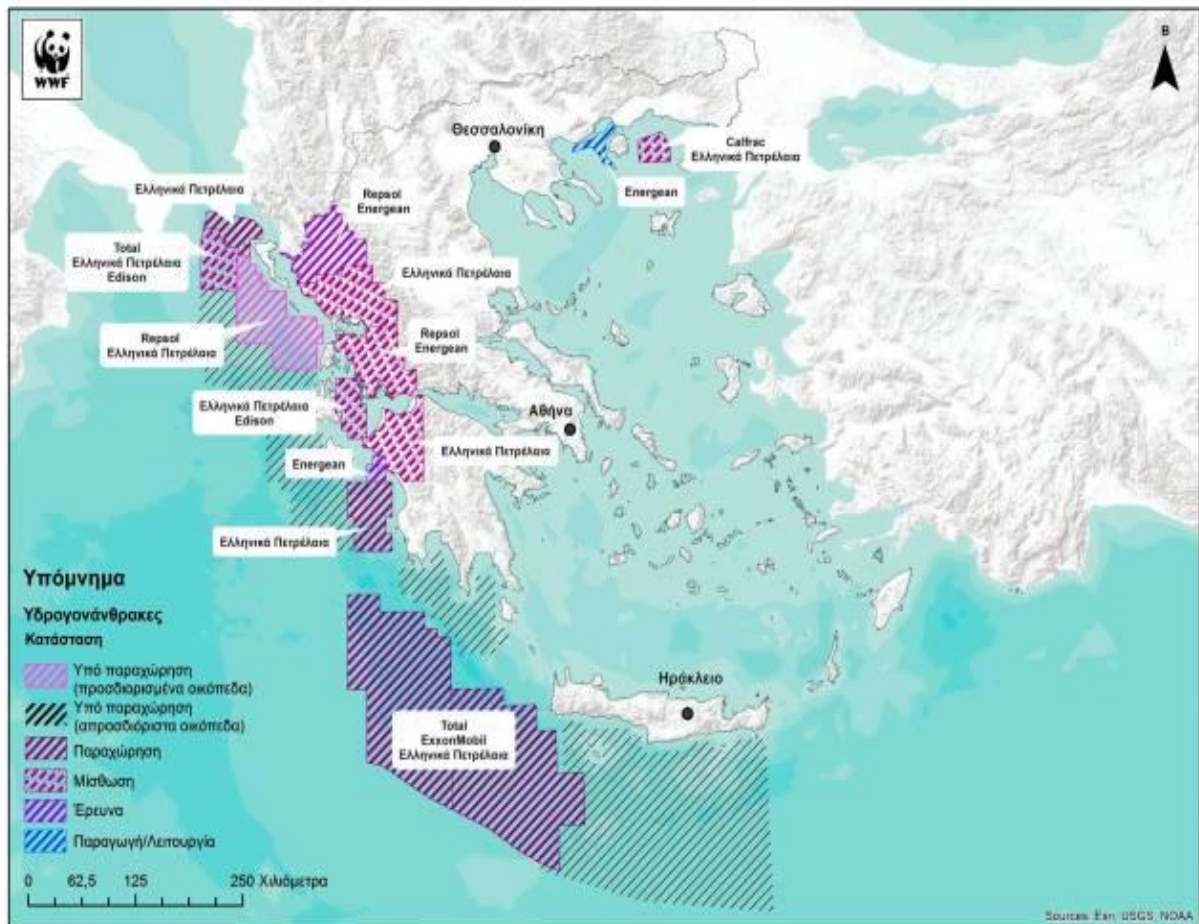 WWF
B
Θεσσαλονίκη
Calfrac
Ελληνικά Πετρέλαια
Energean
Ελληνικά Πετρέλαια
Repsol
Energean
Total
Ελληνικά Πετρέλαια
Edison
Ελληνικά Πετρέλαια
Repsol
Ελληνικά Πετρέλαια
Repsol
Energean
Ελληνικά Πετρέλαια
Edison
Αθήνα
Energean
Ελληνικά Πετρέλαια
Ελληνικά Πετρέλαια
Ηράκλειο
Total
ExxonMobil
Ελληνικά Πετρέλαια
Υπόμνημα
Υδρογονάνθρακες
Κατάσταση
Υπό παραχώρηση
(προσδιορισμένα οικόπεδα)
Υπό παραχώρηση
(απροσδιόριστα οικόπεδα)
Παραχώρηση
Μίσθωση
Έρευνα
Παραγωγή/Λειτουργία
0 62,5 125 250 Χιλιόμετρα
Sources: Esri, USGS, NOAA